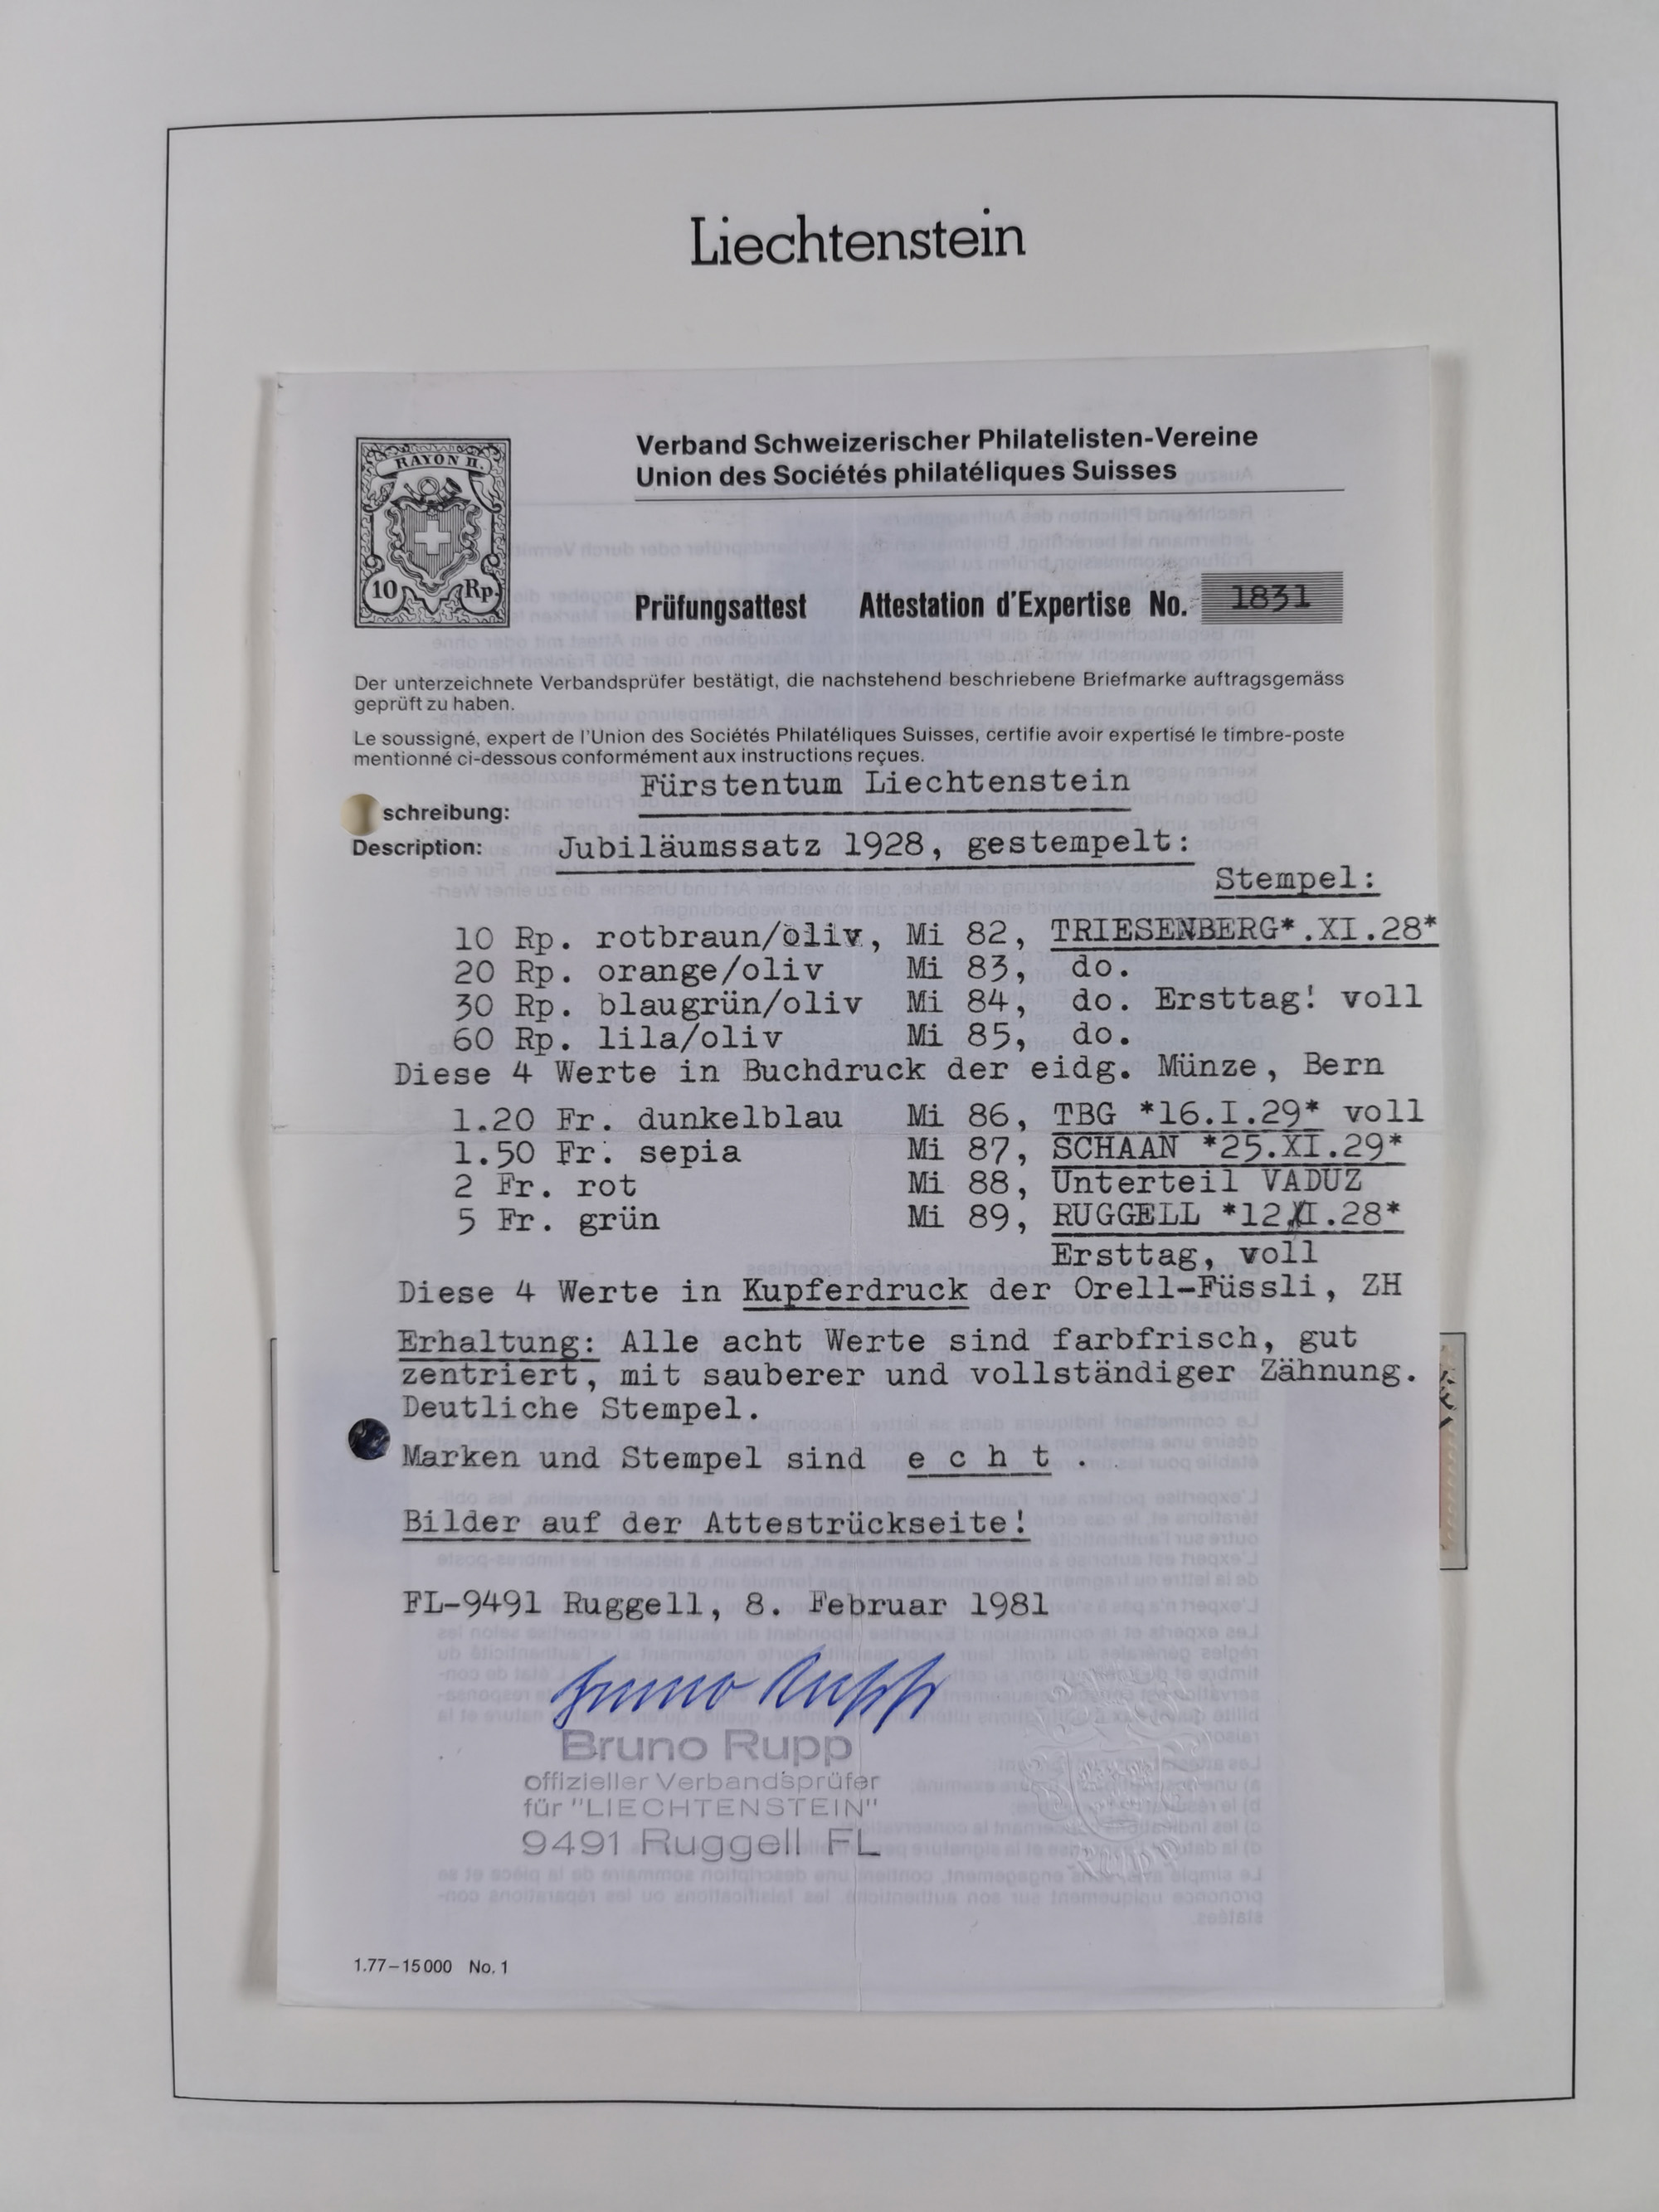 Liechtenstein
RAYON II.
10 Rp.
Verband Schweizerischer Philatelisten-Vereine
Union des Sociétés philatéliques Suisses
Prüfungsattest Attestation d'Expertise No. 1831
Der unterzeichnete Verbandsprüfer bestätigt, die nachstehend beschriebene Briefmarke auftragsgemäss
geprüft zu haben.
Le soussigné, expert de l'Union des Sociétés Philatéliques Suisses, certifie avoir expertisé le timbre-poste
mentionné ci-dessous conformément aux instructions reçues.
Fürstentum Liechtenstein
schreibung:
Description: Jubiläumssatz 1928, gestempelt:
Stempel:
10 Rp. rotbraun/oliv, Mi 82, TRIESENBERG*.XI.28*
20 Rp. orange/oliv Mi 83, do.
30 Rp. blaugrün/oliv Mi 84, do. Ersttag! voll
60 Rp. lila/oliv Mi 85, do.
Diese 4 Werte in Buchdruck der eidg. Münze, Bern
1.20 Fr. dunkelblau Mi 86, TBG *16.I.29* voll
1.50 Fr. sepia Mi 87, SCHAAN *25.XI.29*
2 Fr. rot Mi 88, Unterteil VADUZ
5 Fr. grün Mi 89, RUGGELL *12.XI.28*
Ersttag, voll
Diese 4 Werte in Kupferdruck der Orell-Füssli, ZH
Erhaltung: Alle acht Werte sind farbfrisch, gut
zentriert, mit sauberer und vollständiger Zähnung.
Deutliche Stempel.
Marken und Stempel sind e c h t .
Bilder auf der Attestrückseite!
FL-9491 Ruggell, 8. Februar 1981
Bruno Rupp
Bruno Rupp
offizieller Verbandsprüfer
für "LIECHTENSTEIN"
9491 Ruggell FL
1.77–15 000 No. 1